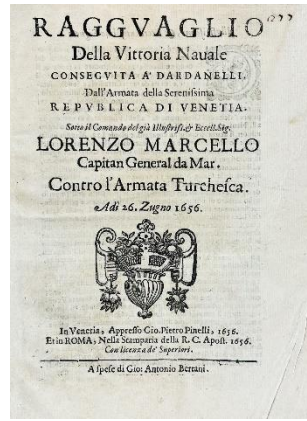 RAGGVAGLIO
Della Vittoria Nauale
CONSEGVITA A' DARDANELLI.
Dall'Armata della Serenissima
REPVBLICA DI VENETIA.
Sotto il Comando del già Illustriss. & Eccell. Sig.
LORENZO MARCELLO
Capitan General da Mar.
Contro l'Armata Turchesca.
Adi 26. Zugno 1656.
In Venetia, Appresso Gio. Pietro Pinelli, 1656.
Et in ROMA, Nella Stamparia della R. C. Apost. 1656.
Con licenza de' Superiori.
A spese di Gio: Antonio Bertani.